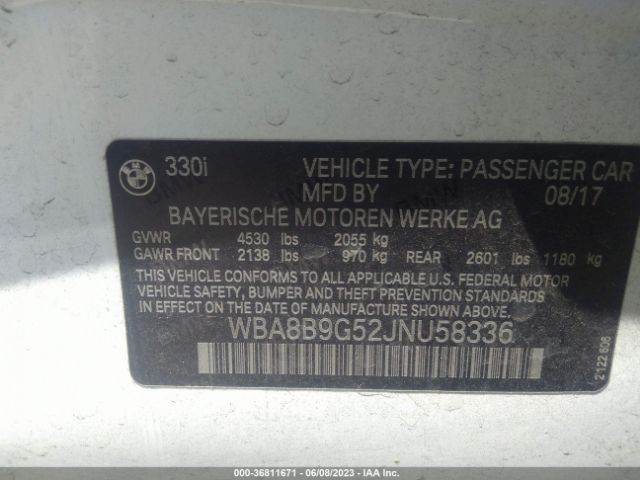 BMW
330i VEHICLE TYPE: PASSENGER CAR
MFD BY 08/17
BAYERISCHE MOTOREN WERKE AG
GVWR 4530 lbs 2055 kg
GAWR FRONT 2138 lbs 970 kg REAR 2601 lbs 1180 kg
THIS VEHICLE CONFORMS TO ALL APPLICABLE U.S. FEDERAL MOTOR
VEHICLE SAFETY, BUMPER AND THEFT PREVENTION STANDARDS
IN EFFECT ON THE DATE OF MANUFACTURE SHOWN ABOVE.
WBA8B9G52JNU58336
2122 606
000-36811671 - 06/08/2023 - IAA Inc.